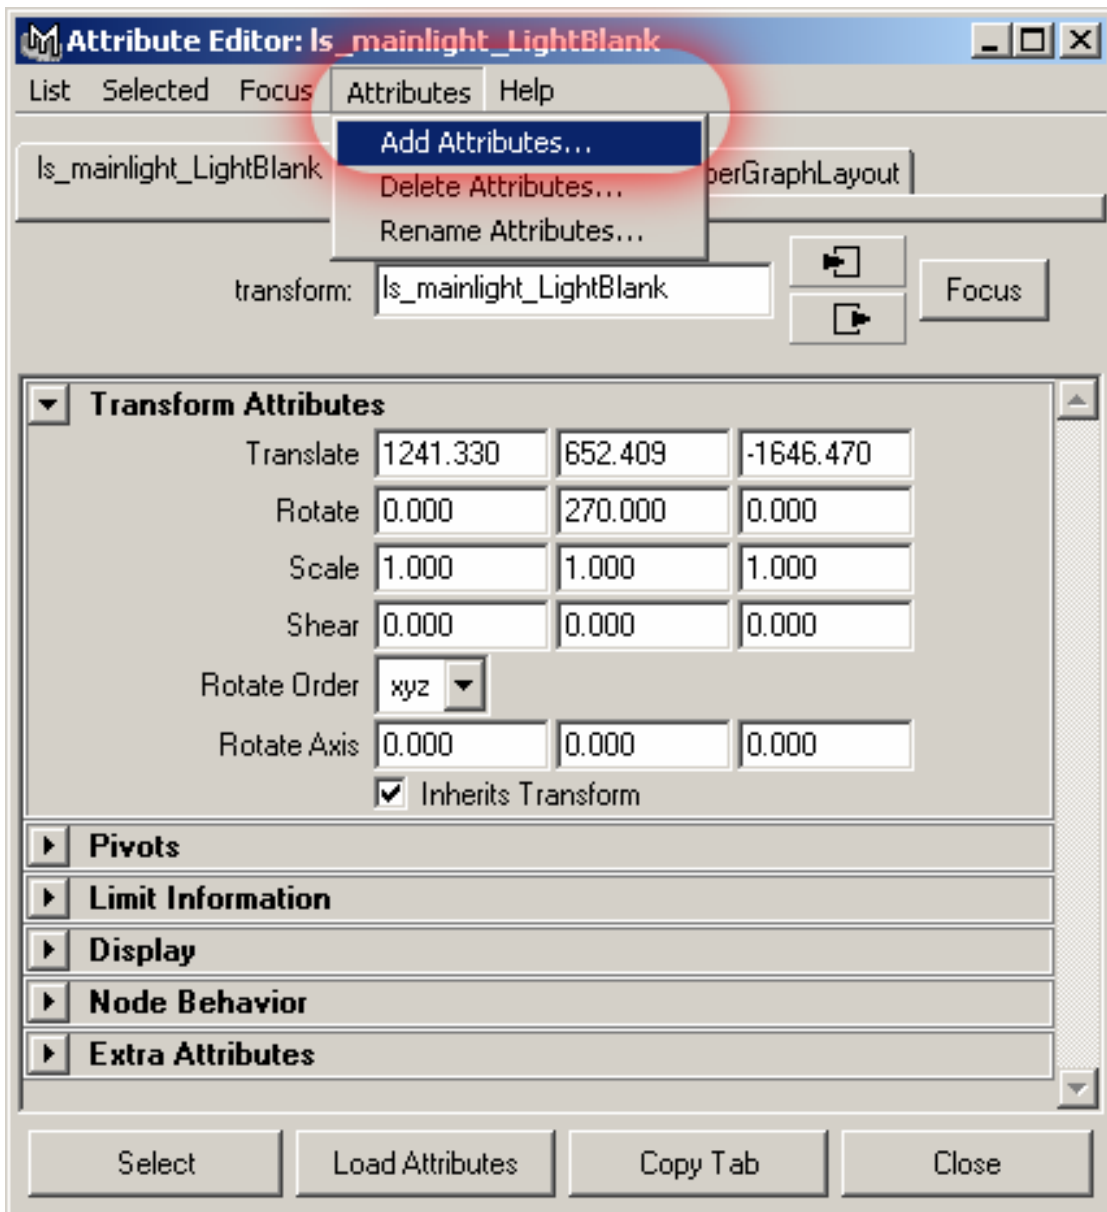 Attribute Editor: ls_mainlight_LightBlank
List Selected Focus Attributes Help
Add Attributes...
Delete Attributes...
Rename Attributes...
ls_mainlight_LightBlank perGraphLayout
transform: ls_mainlight_LightBlank Focus
Transform Attributes
Translate 1241.330 652.409 -1646.470
Rotate 0.000 270.000 0.000
Scale 1.000 1.000 1.000
Shear 0.000 0.000 0.000
Rotate Order xyz
Rotate Axis 0.000 0.000 0.000
Inherits Transform
Pivots
Limit Information
Display
Node Behavior
Extra Attributes
Select Load Attributes Copy Tab Close